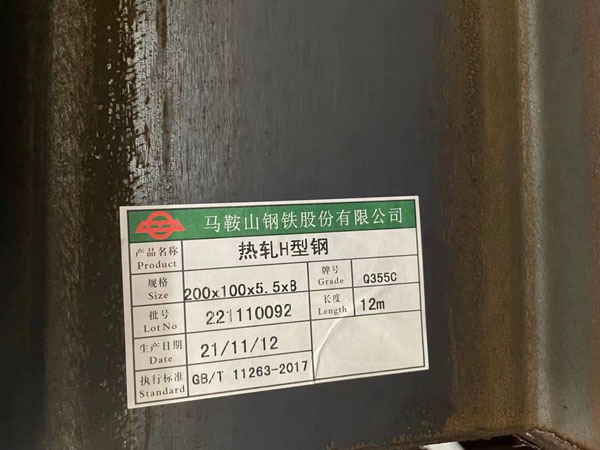 马鞍山钢铁股份有限公司
产品名称 热轧H型钢
Product
规格 200x100x5.5x8 牌号 Q355C
Size Grade
批号 221110092 长度 12m
LotNo Length
生产日期 21/11/12
Date
执行标准 GB/T 11263-2017
Standard